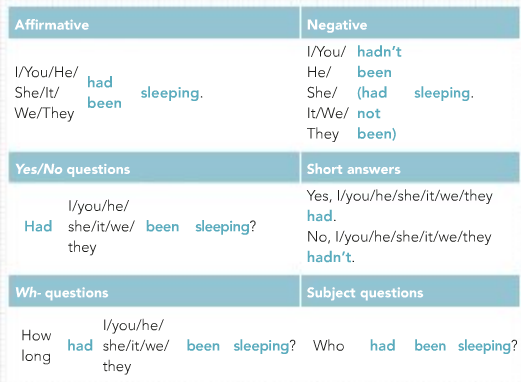 Affirmative
I/You/He/
She/It/
We/They
had
been
sleeping.
Negative
I/You/ hadn't
He/ been
She/ (had sleeping.
It/We/ not
They been)
Yes/No questions
I/you/he/
Had she/it/we/ been sleeping?
they
Short answers
Yes, I/you/he/she/it/we/they
had.
No, I/you/he/she/it/we/they
hadn't.
Wh- questions
How
long
had
I/you/he/
she/it/we/
they
been sleeping?
Subject questions
Who had been sleeping?